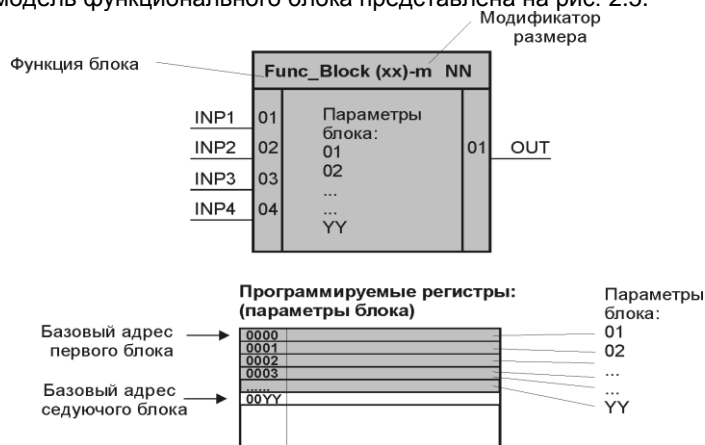 модель функционального блока представлена на рис. 2.5.
Модификатор
размера
Функция блока
Func_Block (xx)-m NN
INP1 01
INP2 02
INP3 03
INP4 04
Параметры
блока:
01
02
...
...
YY
01 OUT
Программируемые регистры:
(параметры блока)
Параметры
блока:
01
02
...
...
YY
Базовый адрес
первого блока
0000
0001
0002
0003
......
00YY
Базовый адрес
седуючого блока